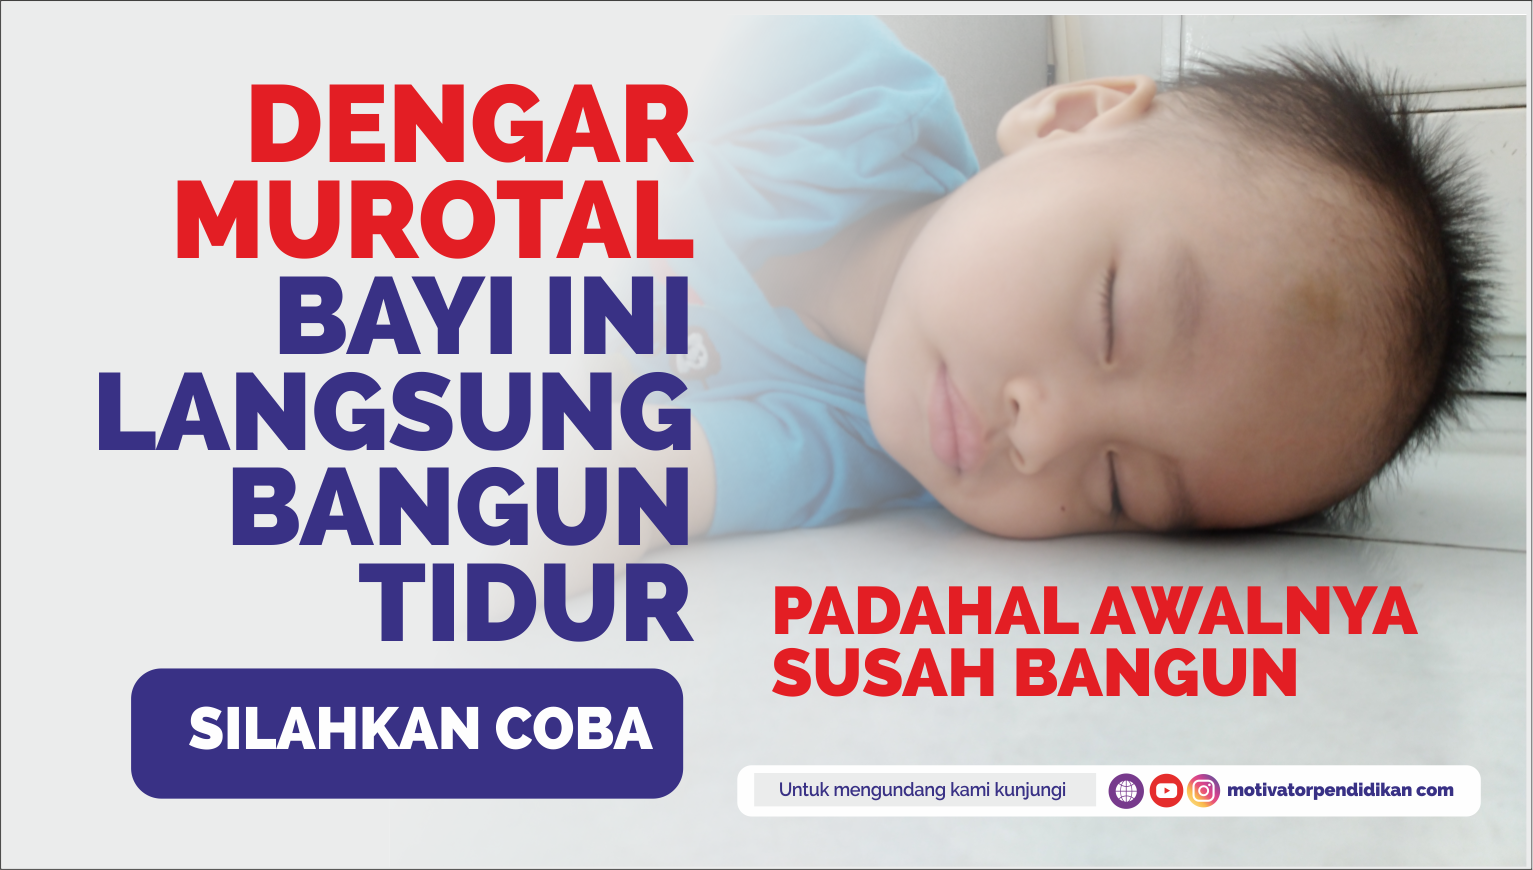 DENGAR
MUROTAL
BAYI INI
LANGSUNG
BANGUN
TIDUR
SILAHKAN COBA
PADAHAL AWALNYA
SUSAH BANGUN
Untuk mengundang kami kunjungi
motivatorpendidikan com